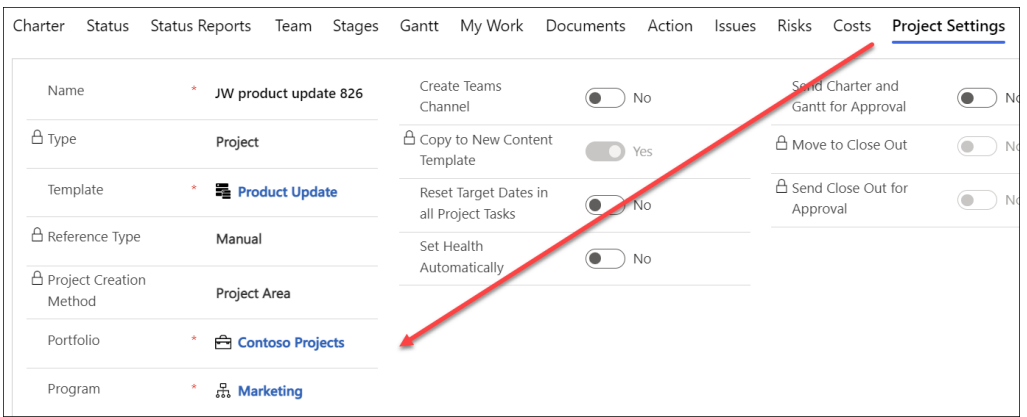 Charter Status Status Reports Team Stages Gantt My Work Documents Action Issues Risks Costs Project Settings
Name * JW product update 826
Type Project
Template * Product Update
Reference Type Manual
Project Creation
Method Project Area
Portfolio * Contoso Projects
Program * Marketing
Create Teams
Channel No
Copy to New Content
Template Yes
Reset Target Dates in
all Project Tasks No
Set Health
Automatically No
Send Charter and
Gantt for Approval No
Move to Close Out No
Send Close Out for
Approval No